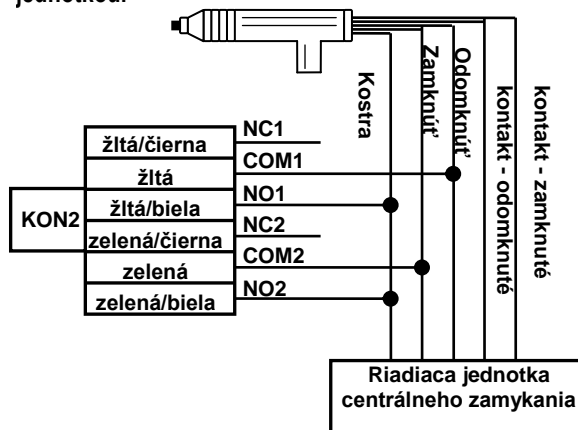 jednotkou.
Kostra
Zamknúť
Odomknúť
kontakt - odomknuté
kontakt - zamknuté
KON2
žltá/čierna
NC1
žltá
COM1
žltá/biela
NO1
zelená/čierna
NC2
zelená
COM2
zelená/biela
NO2
Riadiaca jednotka
centrálneho zamykania